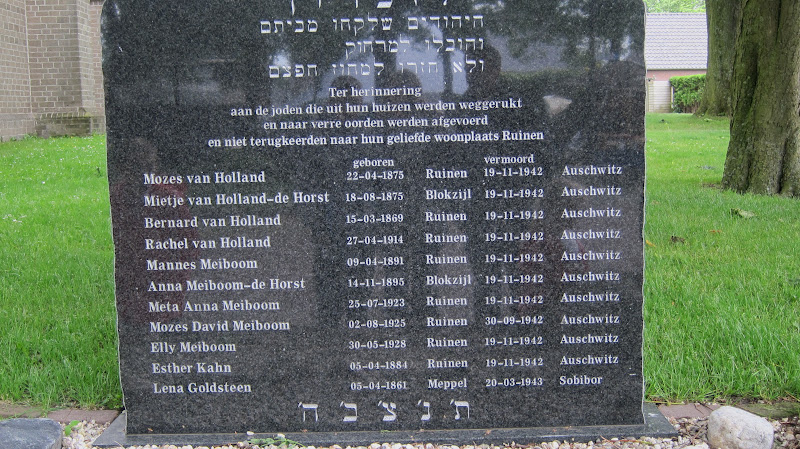 היהודים שלקחו מביתם
והובלו למרחוק
ולא חזרו למחוז חפצם
Ter herinnering
aan de joden die uit hun huizen werden weggerukt
en naar verre oorden werden afgevoerd
en niet terugkeerden naar hun geliefde woonplaats Ruinen
geboren vermoord
Mozes van Holland 22-04-1875 Ruinen 19-11-1942 Auschwitz
Mietje van Holland-de Horst 18-08-1875 Blokzijl 19-11-1942 Auschwitz
Bernard van Holland 15-03-1869 Ruinen 19-11-1942 Auschwitz
Rachel van Holland 27-04-1914 Ruinen 19-11-1942 Auschwitz
Mannes Meiboom 09-04-1891 Ruinen 19-11-1942 Auschwitz
Anna Meiboom-de Horst 14-11-1895 Blokzijl 19-11-1942 Auschwitz
Meta Anna Meiboom 25-07-1923 Ruinen 19-11-1942 Auschwitz
Mozes David Meiboom 02-08-1925 Ruinen 30-09-1942 Auschwitz
Elly Meiboom 30-05-1928 Ruinen 19-11-1942 Auschwitz
Esther Kahn 05-04-1884 Ruinen 19-11-1942 Auschwitz
Lena Goldsteen 05-04-1861 Meppel 20-03-1943 Sobibor
ת׳ נ׳ צ׳ ב׳ ה׳